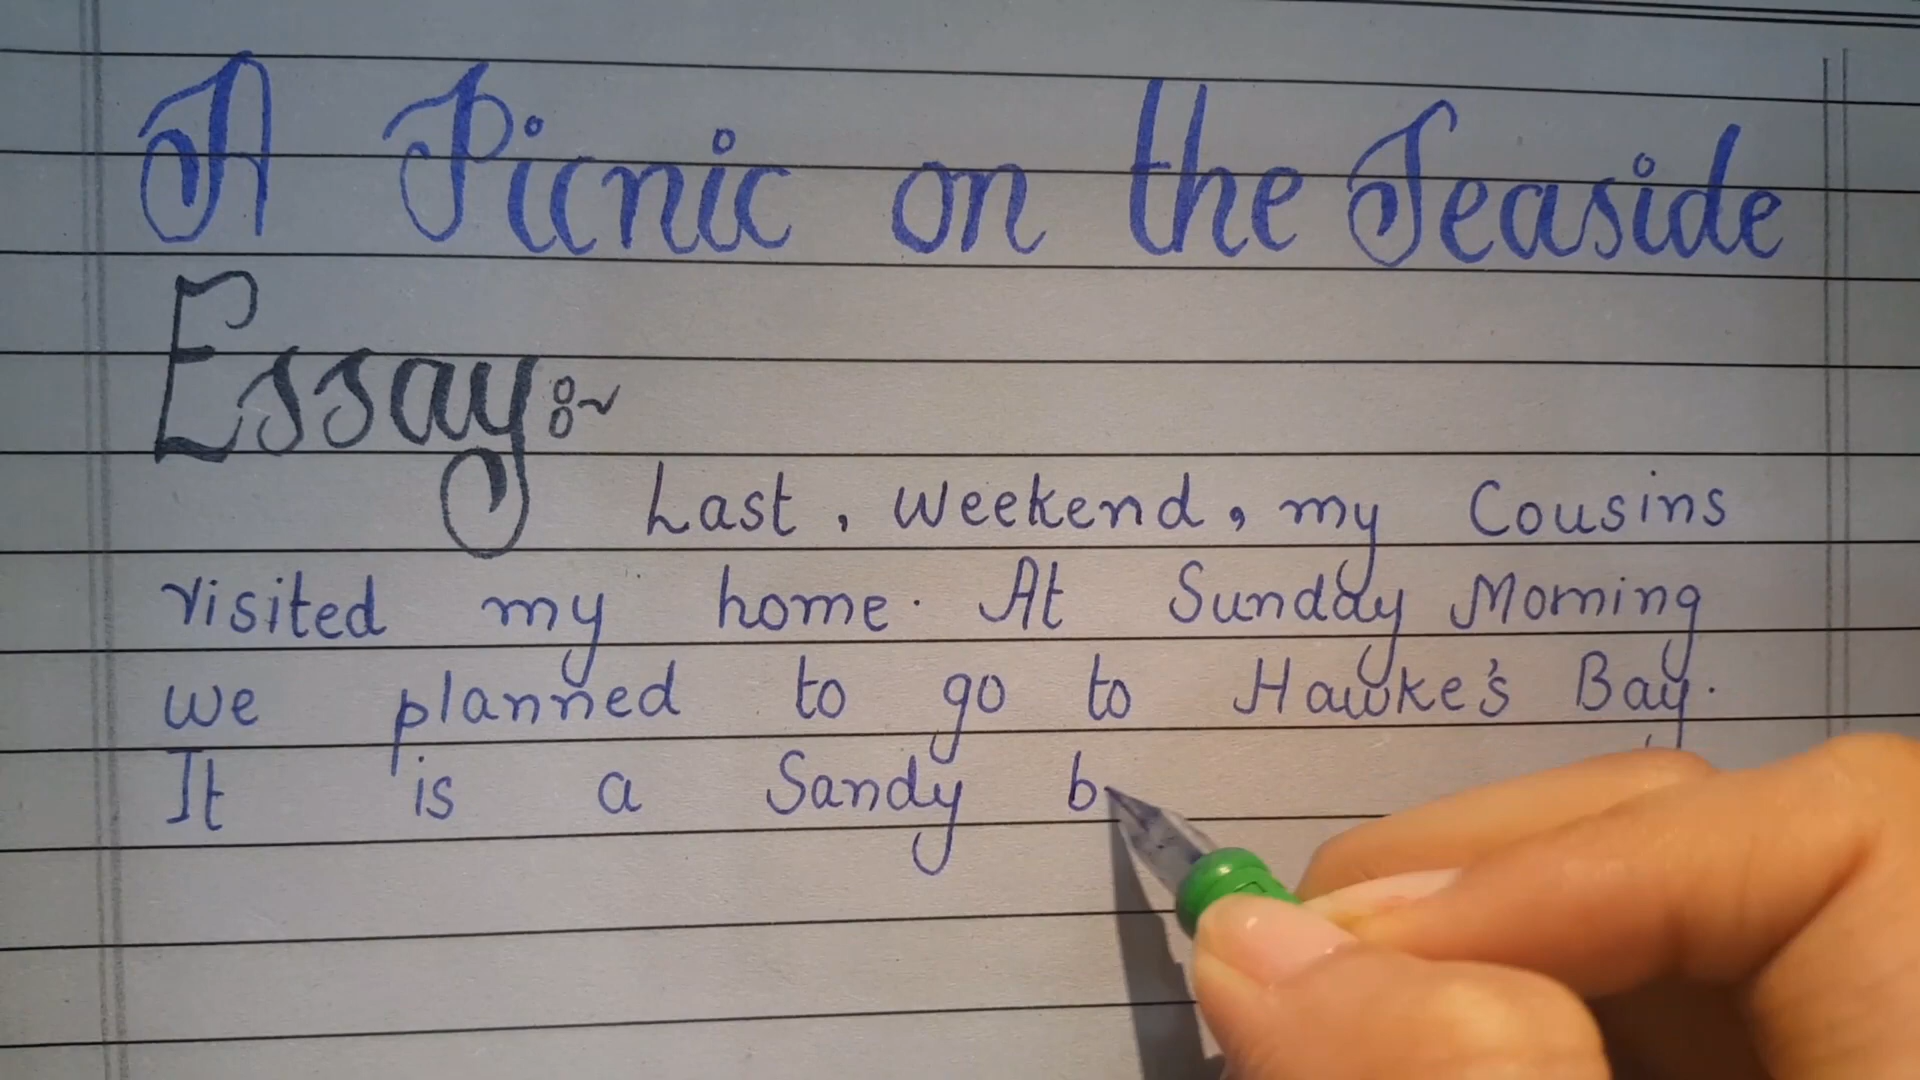 A Picnic on the Seaside
Essay:~
Last, Weekend, my Cousins
visited my home. At Sunday Morning
we planned to go to Hawke's Bay.
It is a Sandy b